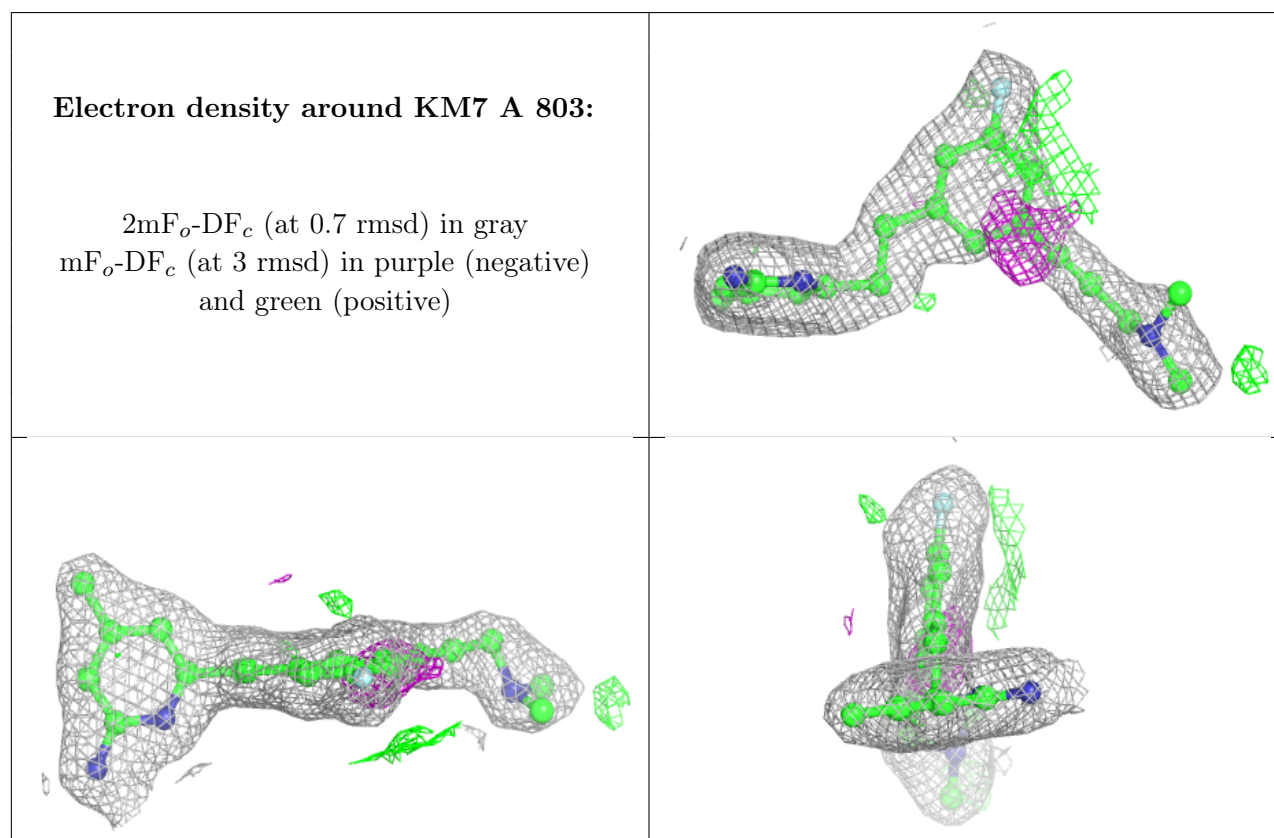 Electron density around KM7 A 803:
2mFₒ-DF𝒸 (at 0.7 rmsd) in gray
mFₒ-DF𝒸 (at 3 rmsd) in purple (negative)
and green (positive)